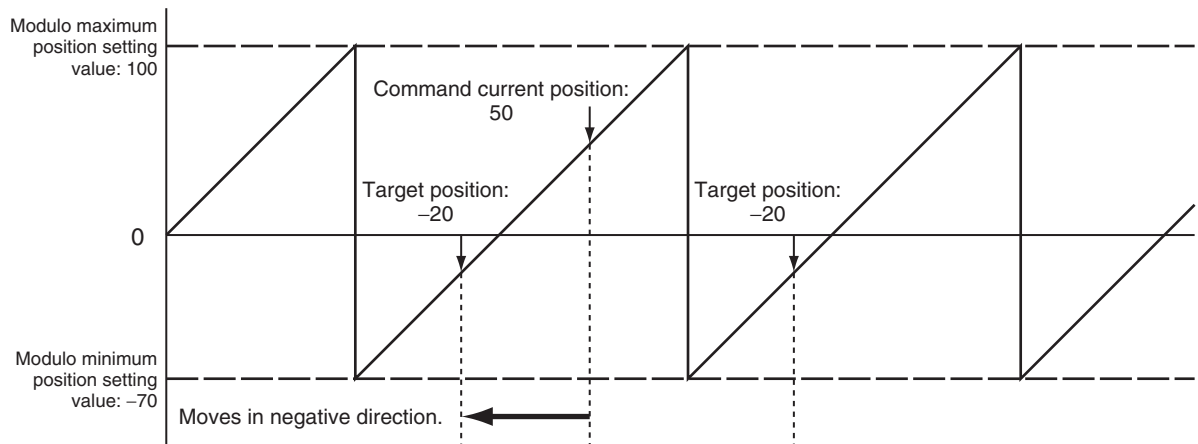 Modulo maximum
position setting
value: 100
Command current position:
50
Target position:
−20
Target position:
−20
0
Modulo minimum
position setting
value: −70
Moves in negative direction.